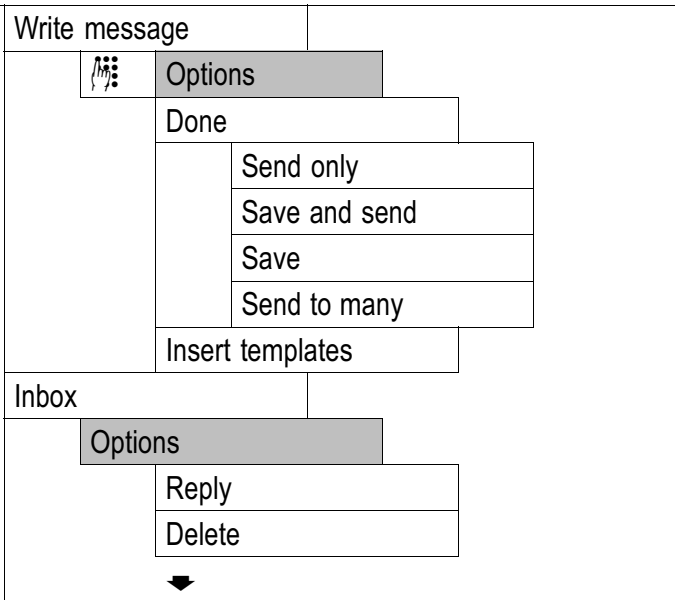 Write message
Options
Done
Send only
Save and send
Save
Send to many
Insert templates
Inbox
Options
Reply
Delete